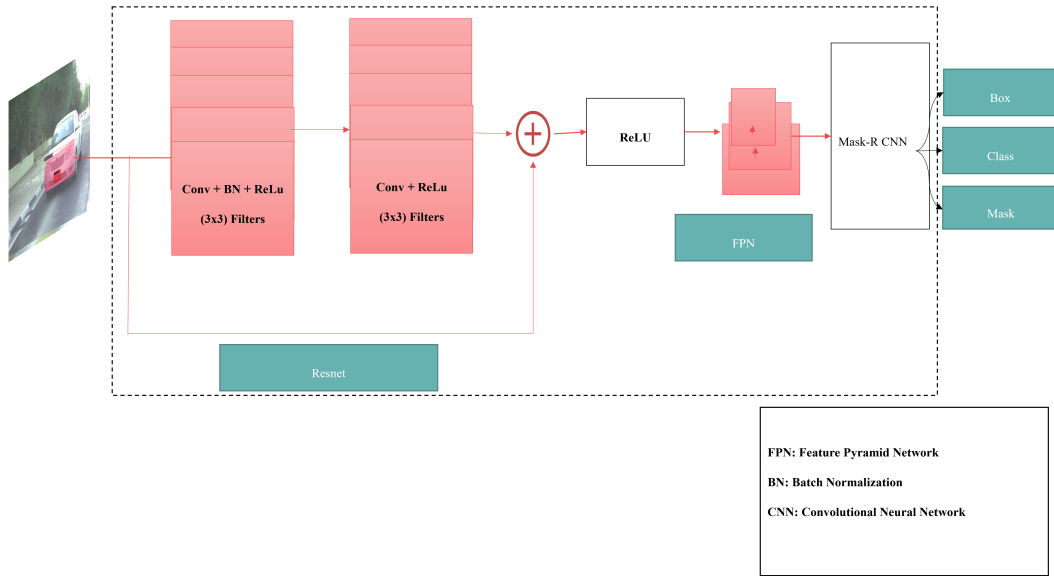 Conv + BN + ReLu
(3x3) Filters
Conv + ReLu
(3x3) Filters
ReLU
FPN
Mask-R CNN
Box
Class
Mask
Resnet
FPN: Feature Pyramid Network
BN: Batch Normalization
CNN: Convolutional Neural Network